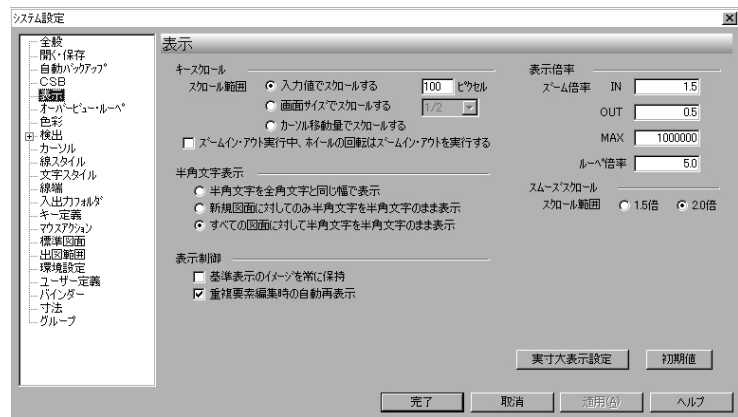 システム設定
全般
開く・保存
自動バックアップ
CSB
表示
オーバービュー・ルーペ
色彩
検出
カーソル
線スタイル
文字スタイル
線端
入出力フォルダ
キー定義
マウスアクション
標準図面
出図範囲
環境設定
ユーザー定義
バインダー
寸法
グループ
表示
キースクロール
スクロール範囲 入力値でスクロールする 100 ピクセル
画面サイズでスクロールする 1/2
カーソル移動量でスクロールする
ズームイン・アウト実行中、ホイールの回転はズームイン・アウトを実行する
半角文字表示
半角文字を全角文字と同じ幅で表示
新規図面に対してのみ半角文字を半角文字のまま表示
すべての図面に対して半角文字を半角文字のまま表示
表示制御
基準表示のイメージを常に保持
重複要素編集時の自動再表示
表示倍率
ズーム倍率 IN 1.5
OUT 0.5
MAX 1000000
ルーペ倍率 5.0
スムーズスクロール
スクロール範囲 1.5倍 2.0倍
実寸大表示設定 初期値
完了 取消 適用(A) ヘルプ